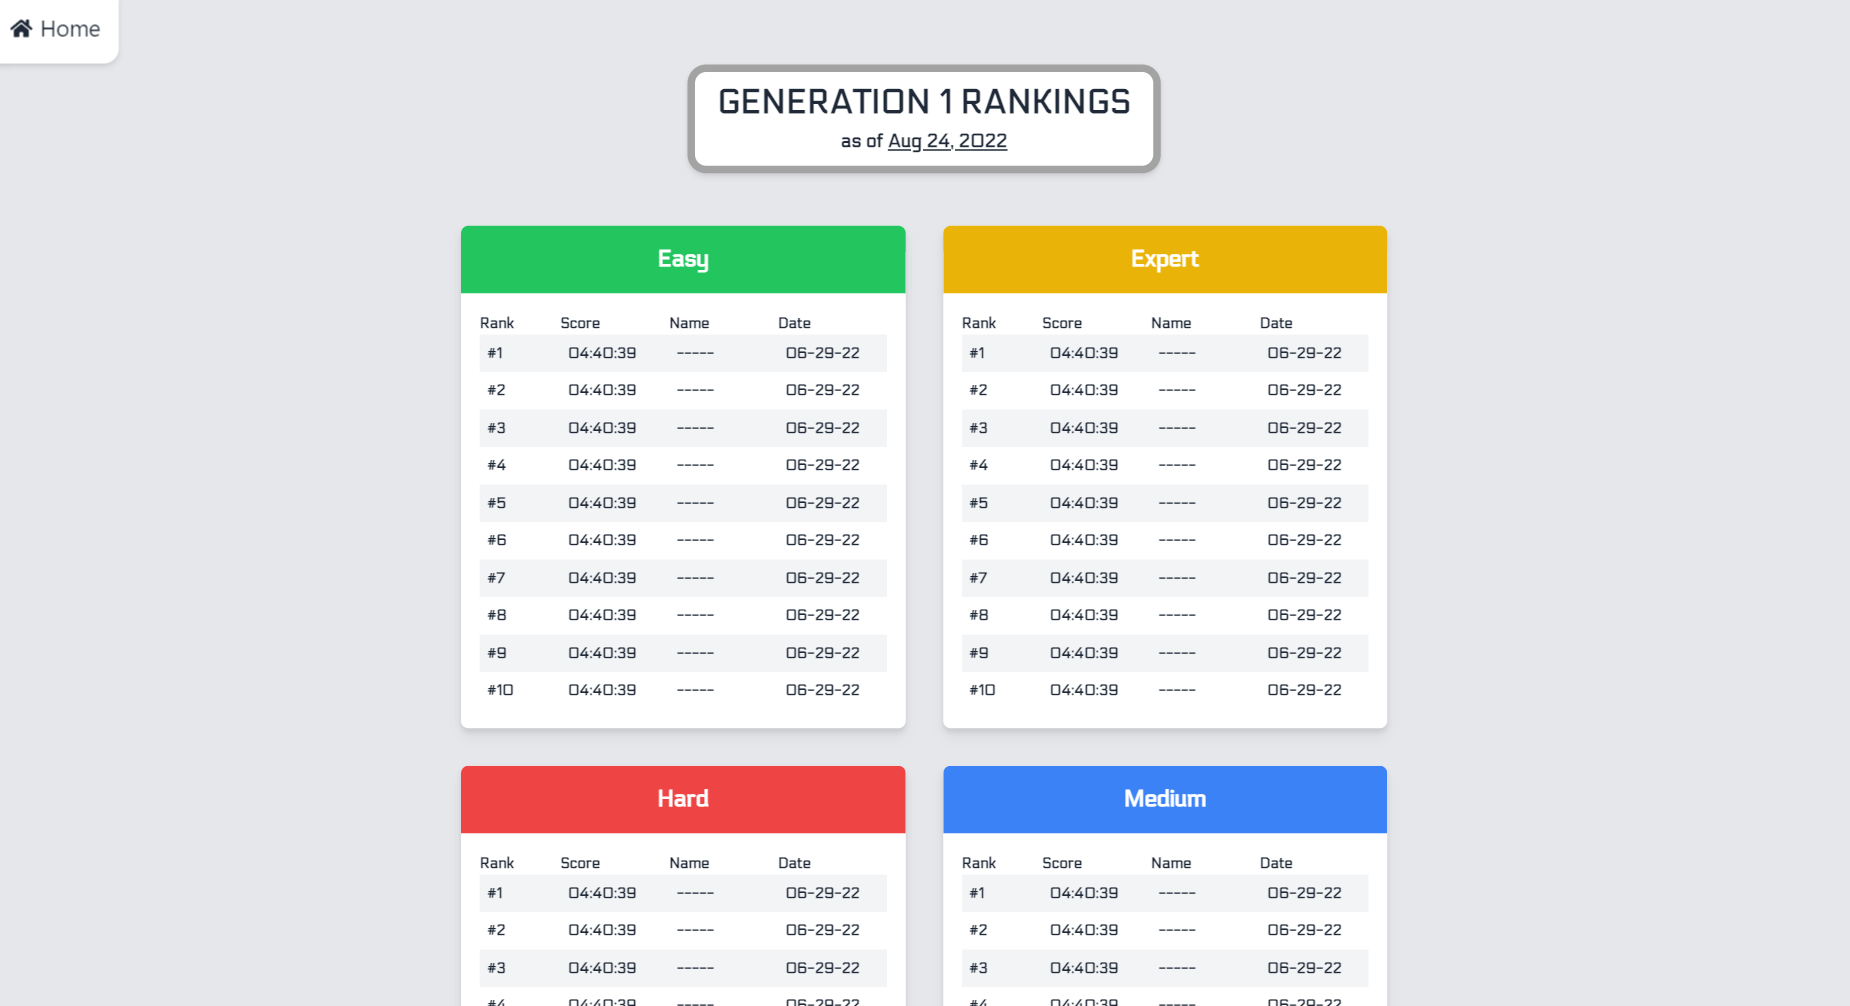 Home
GENERATION 1 RANKINGS
as of Aug 24, 2022
Easy
Rank Score Name Date
#1 04:40:39 ----- 06-29-22
#2 04:40:39 ----- 06-29-22
#3 04:40:39 ----- 06-29-22
#4 04:40:39 ----- 06-29-22
#5 04:40:39 ----- 06-29-22
#6 04:40:39 ----- 06-29-22
#7 04:40:39 ----- 06-29-22
#8 04:40:39 ----- 06-29-22
#9 04:40:39 ----- 06-29-22
#10 04:40:39 ----- 06-29-22
Expert
Rank Score Name Date
#1 04:40:39 ----- 06-29-22
#2 04:40:39 ----- 06-29-22
#3 04:40:39 ----- 06-29-22
#4 04:40:39 ----- 06-29-22
#5 04:40:39 ----- 06-29-22
#6 04:40:39 ----- 06-29-22
#7 04:40:39 ----- 06-29-22
#8 04:40:39 ----- 06-29-22
#9 04:40:39 ----- 06-29-22
#10 04:40:39 ----- 06-29-22
Hard
Rank Score Name Date
#1 04:40:39 ----- 06-29-22
#2 04:40:39 ----- 06-29-22
#3 04:40:39 ----- 06-29-22
#4 04:40:39 ----- 06-29-22
Medium
Rank Score Name Date
#1 04:40:39 ----- 06-29-22
#2 04:40:39 ----- 06-29-22
#3 04:40:39 ----- 06-29-22
#4 04:40:39 ----- 06-29-22